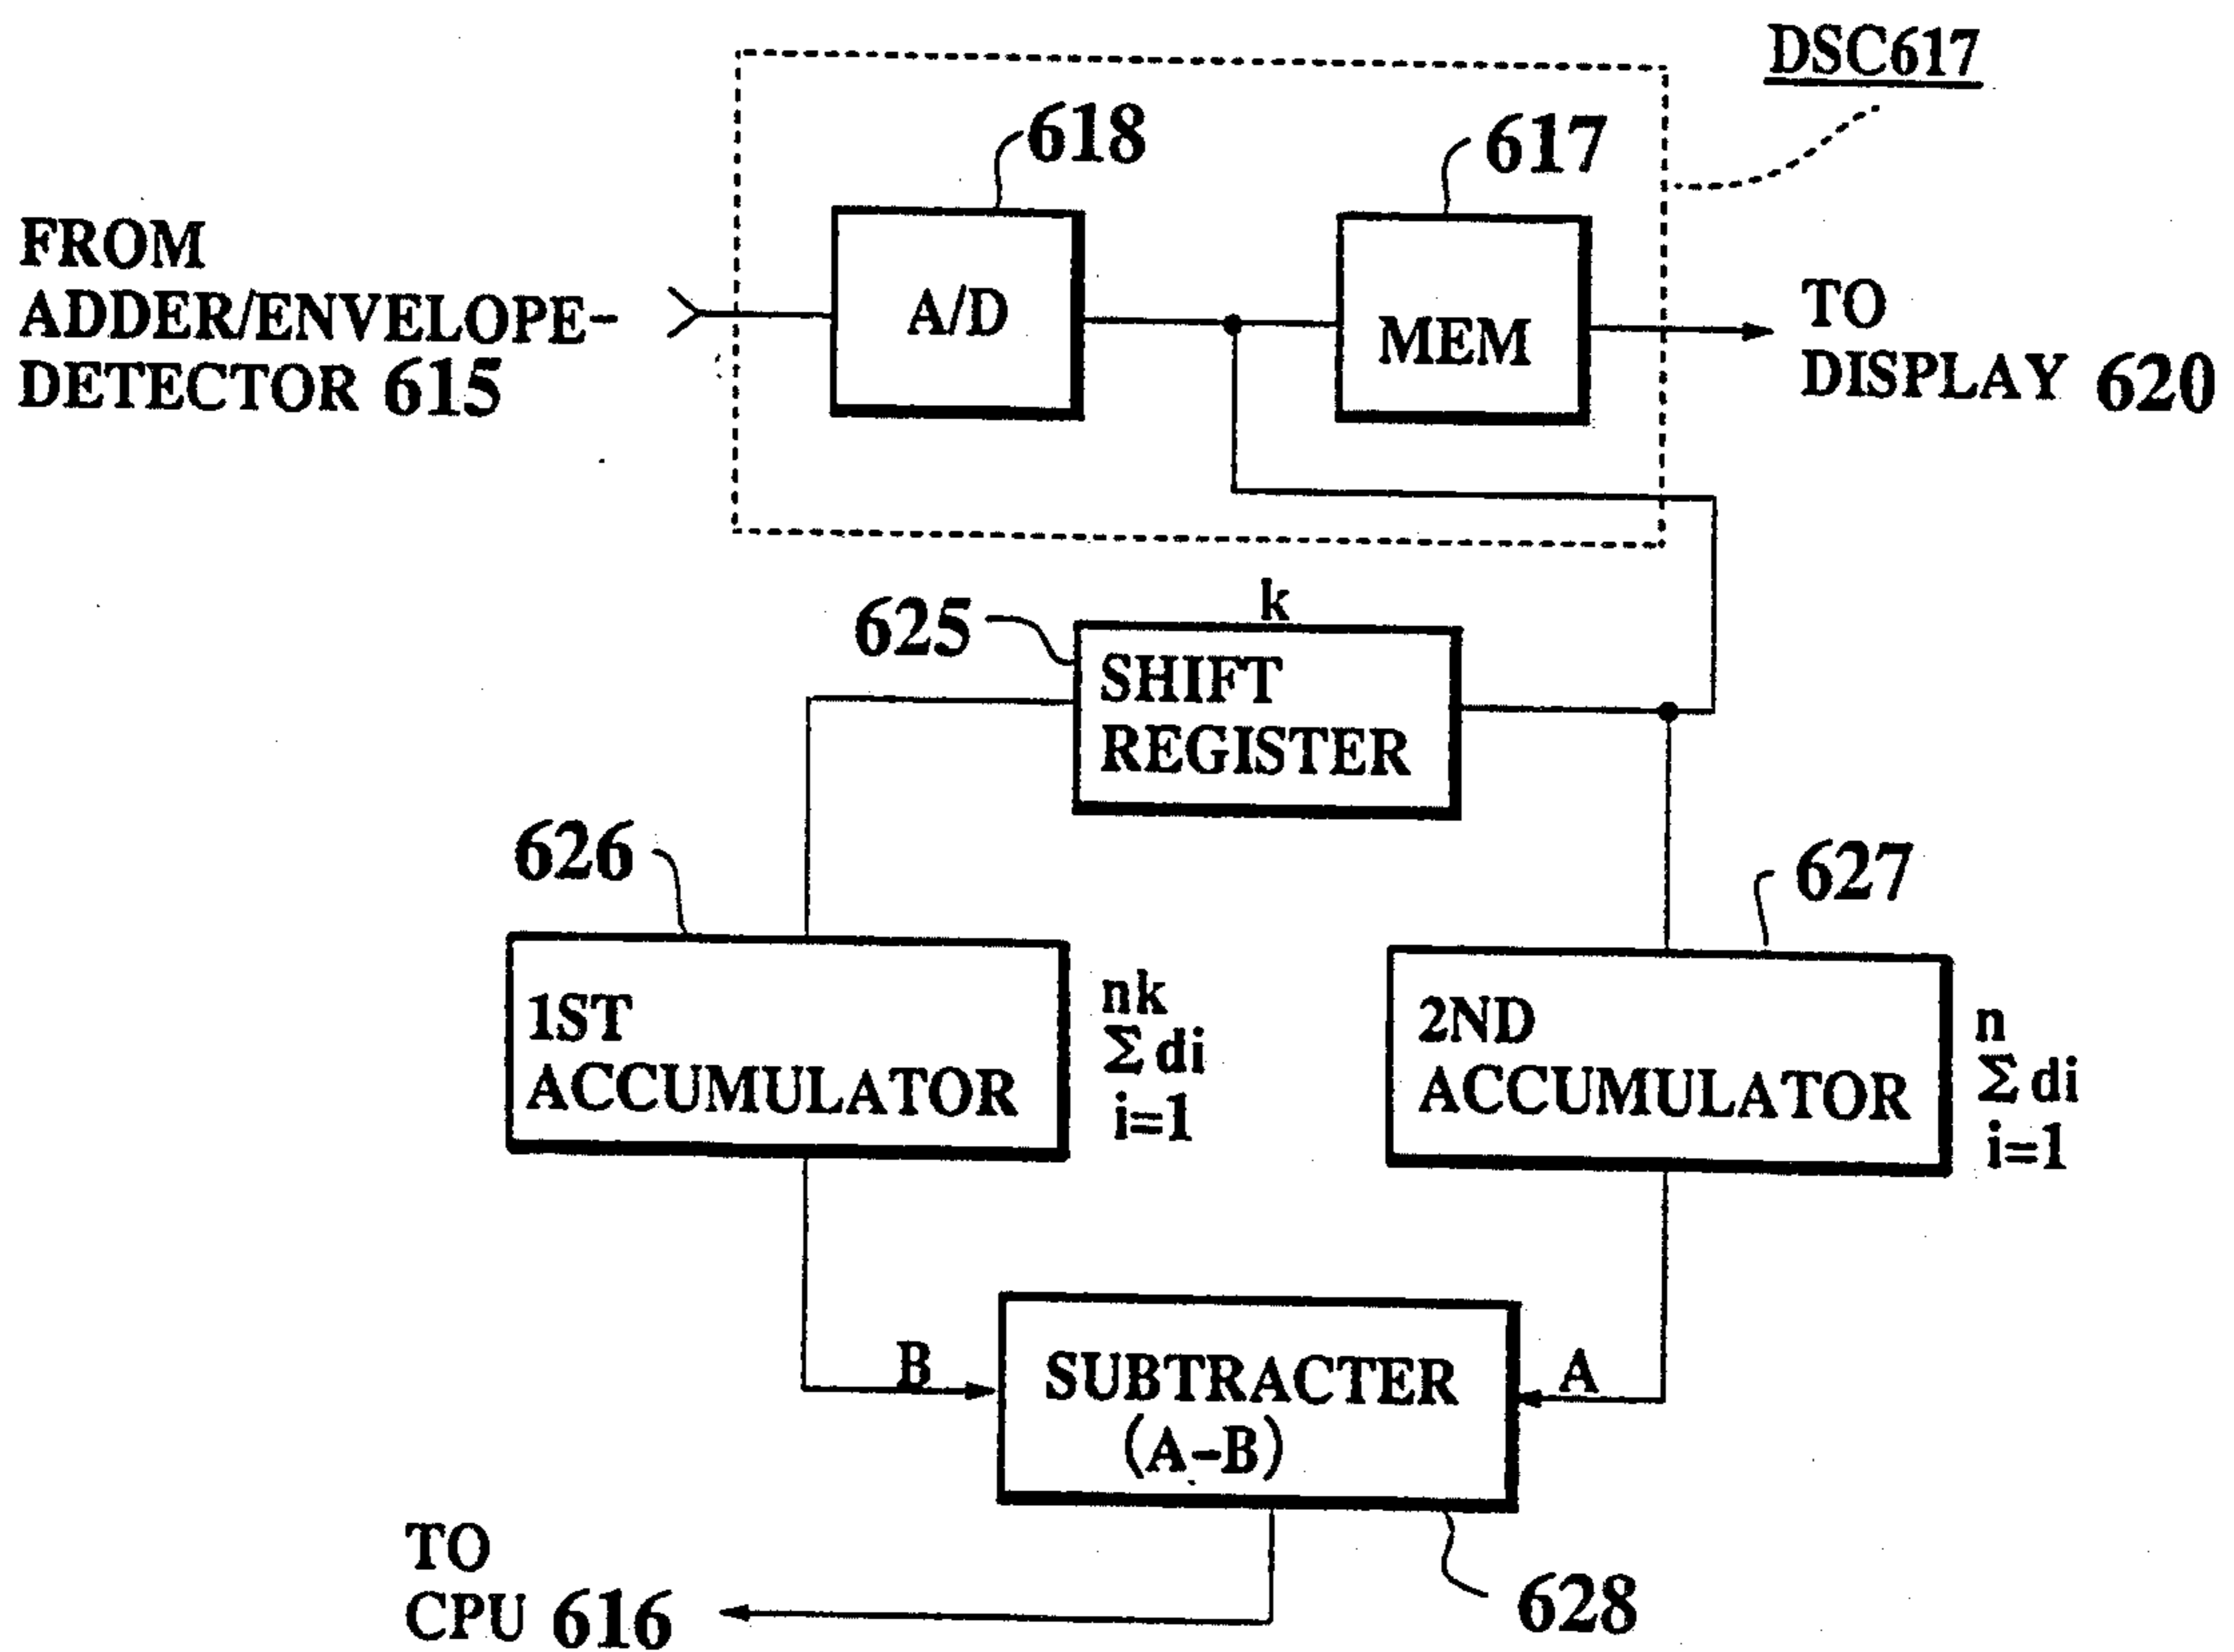 DSC617
618
617
FROM
ADDER/ENVELOPE-
DETECTOR 615
A/D
MEM
TO
DISPLAY 620
k
625
SHIFT
REGISTER
626
627
1ST
ACCUMULATOR
nk
Σdi
i=1
2ND
ACCUMULATOR
n
Σdi
i=1
B
SUBTRACTER
(A-B)
A
TO
CPU 616
628